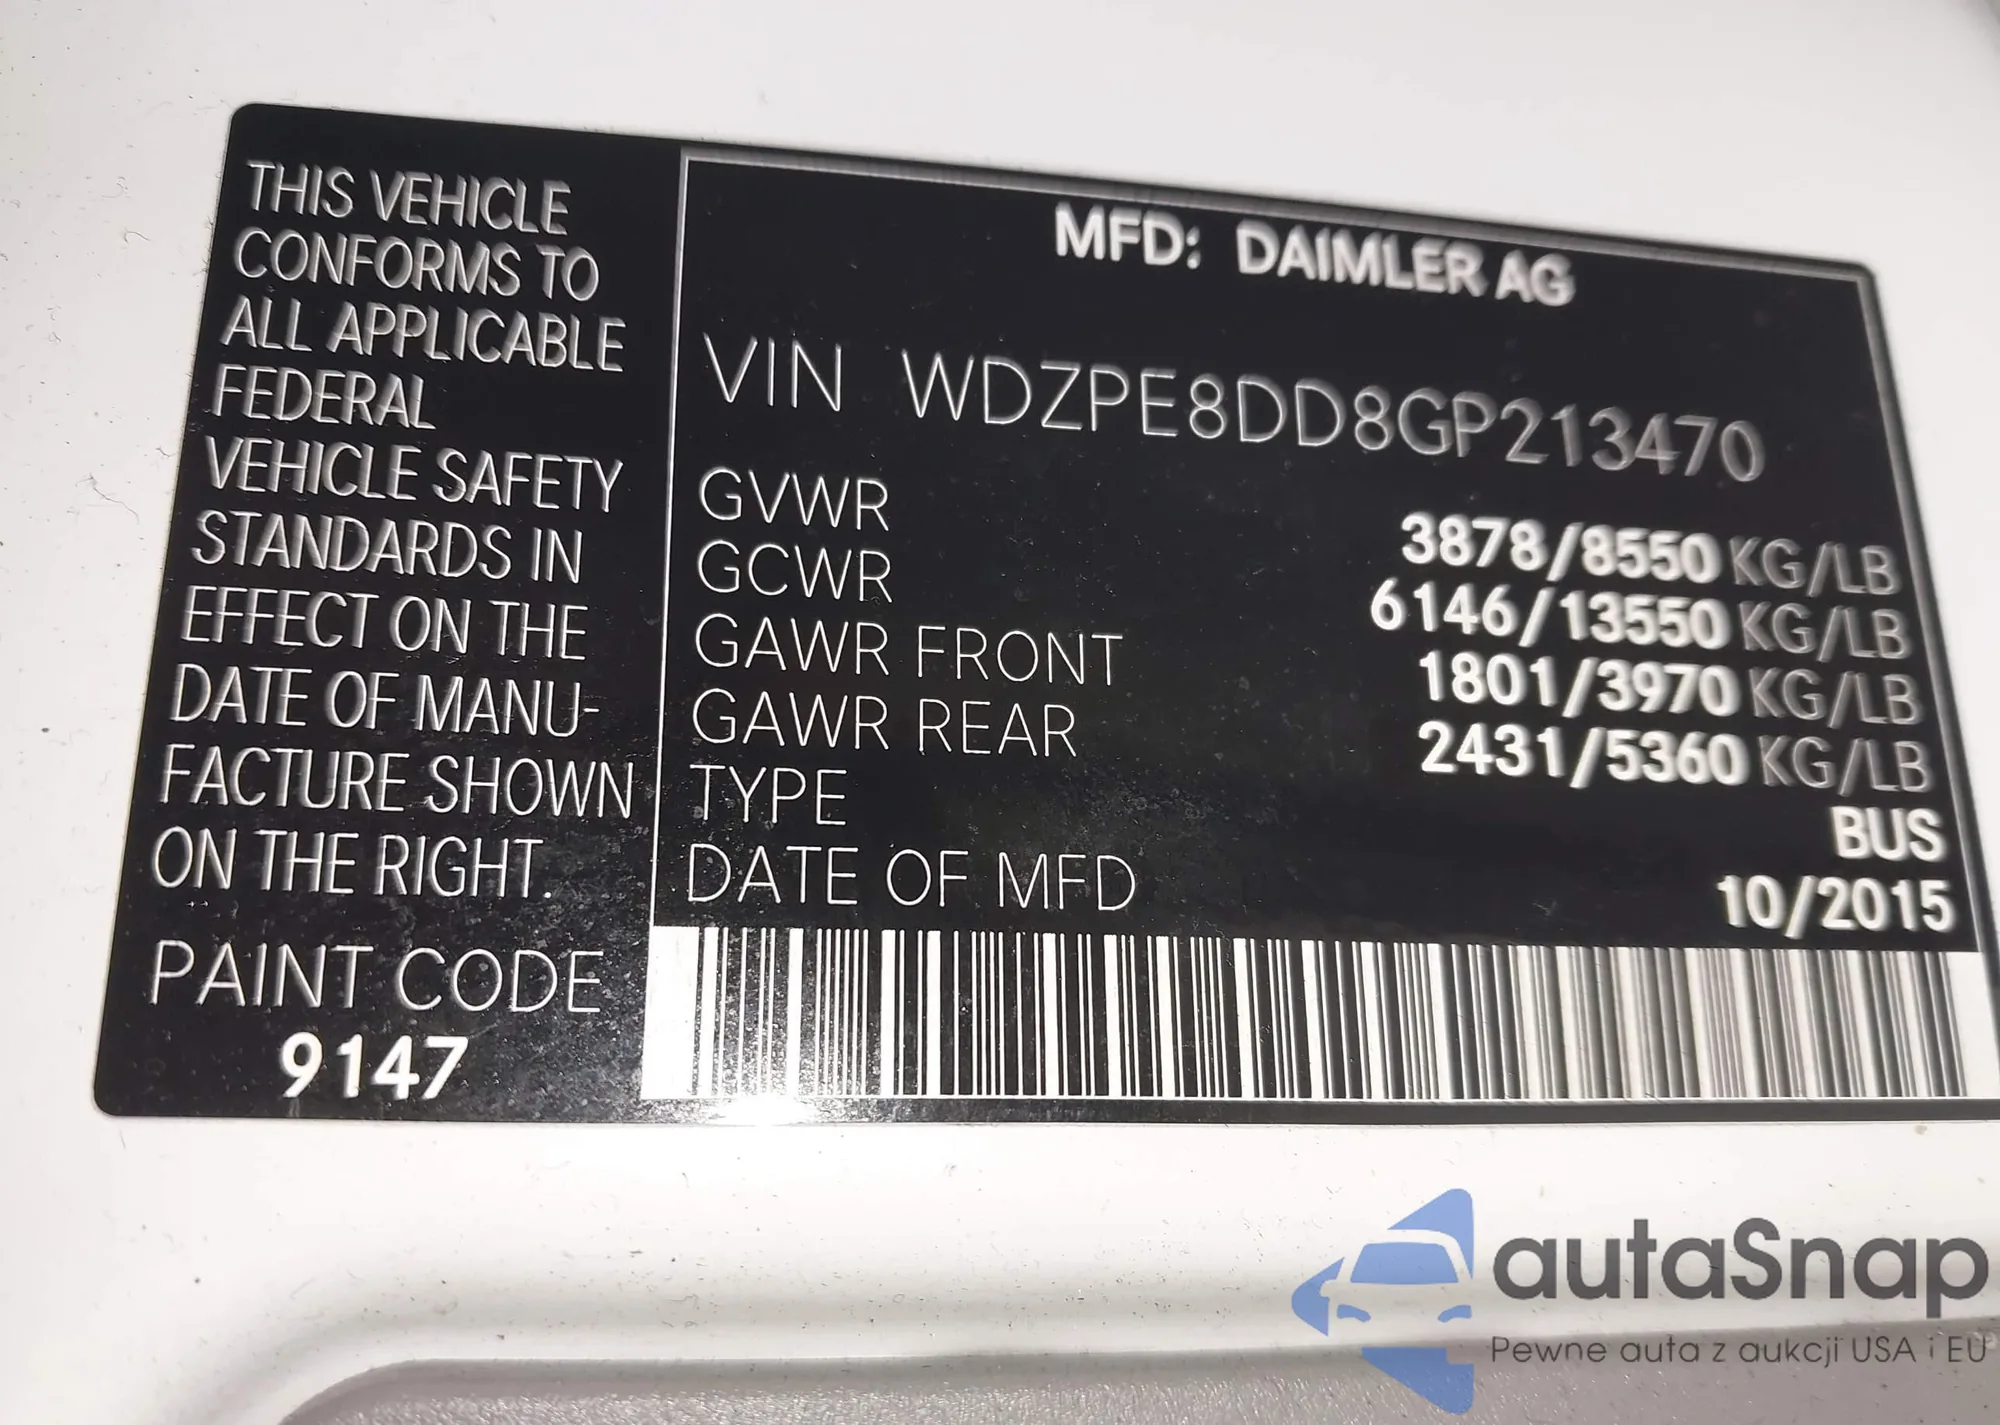 THIS VEHICLE
CONFORMS TO
ALL APPLICABLE
FEDERAL
VEHICLE SAFETY
STANDARDS IN
EFFECT ON THE
DATE OF MANU-
FACTURE SHOWN
ON THE RIGHT.
PAINT CODE
9147
MFD: DAIMLER AG
VIN WDZPE8DD8GP213470
GVWR 3878/8550 KG/LB
GCWR 6146/13550 KG/LB
GAWR FRONT 1801/3970 KG/LB
GAWR REAR 2431/5360 KG/LB
TYPE BUS
DATE OF MFD 10/2015
autaSnap
Pewne auta z aukcji USA i EU